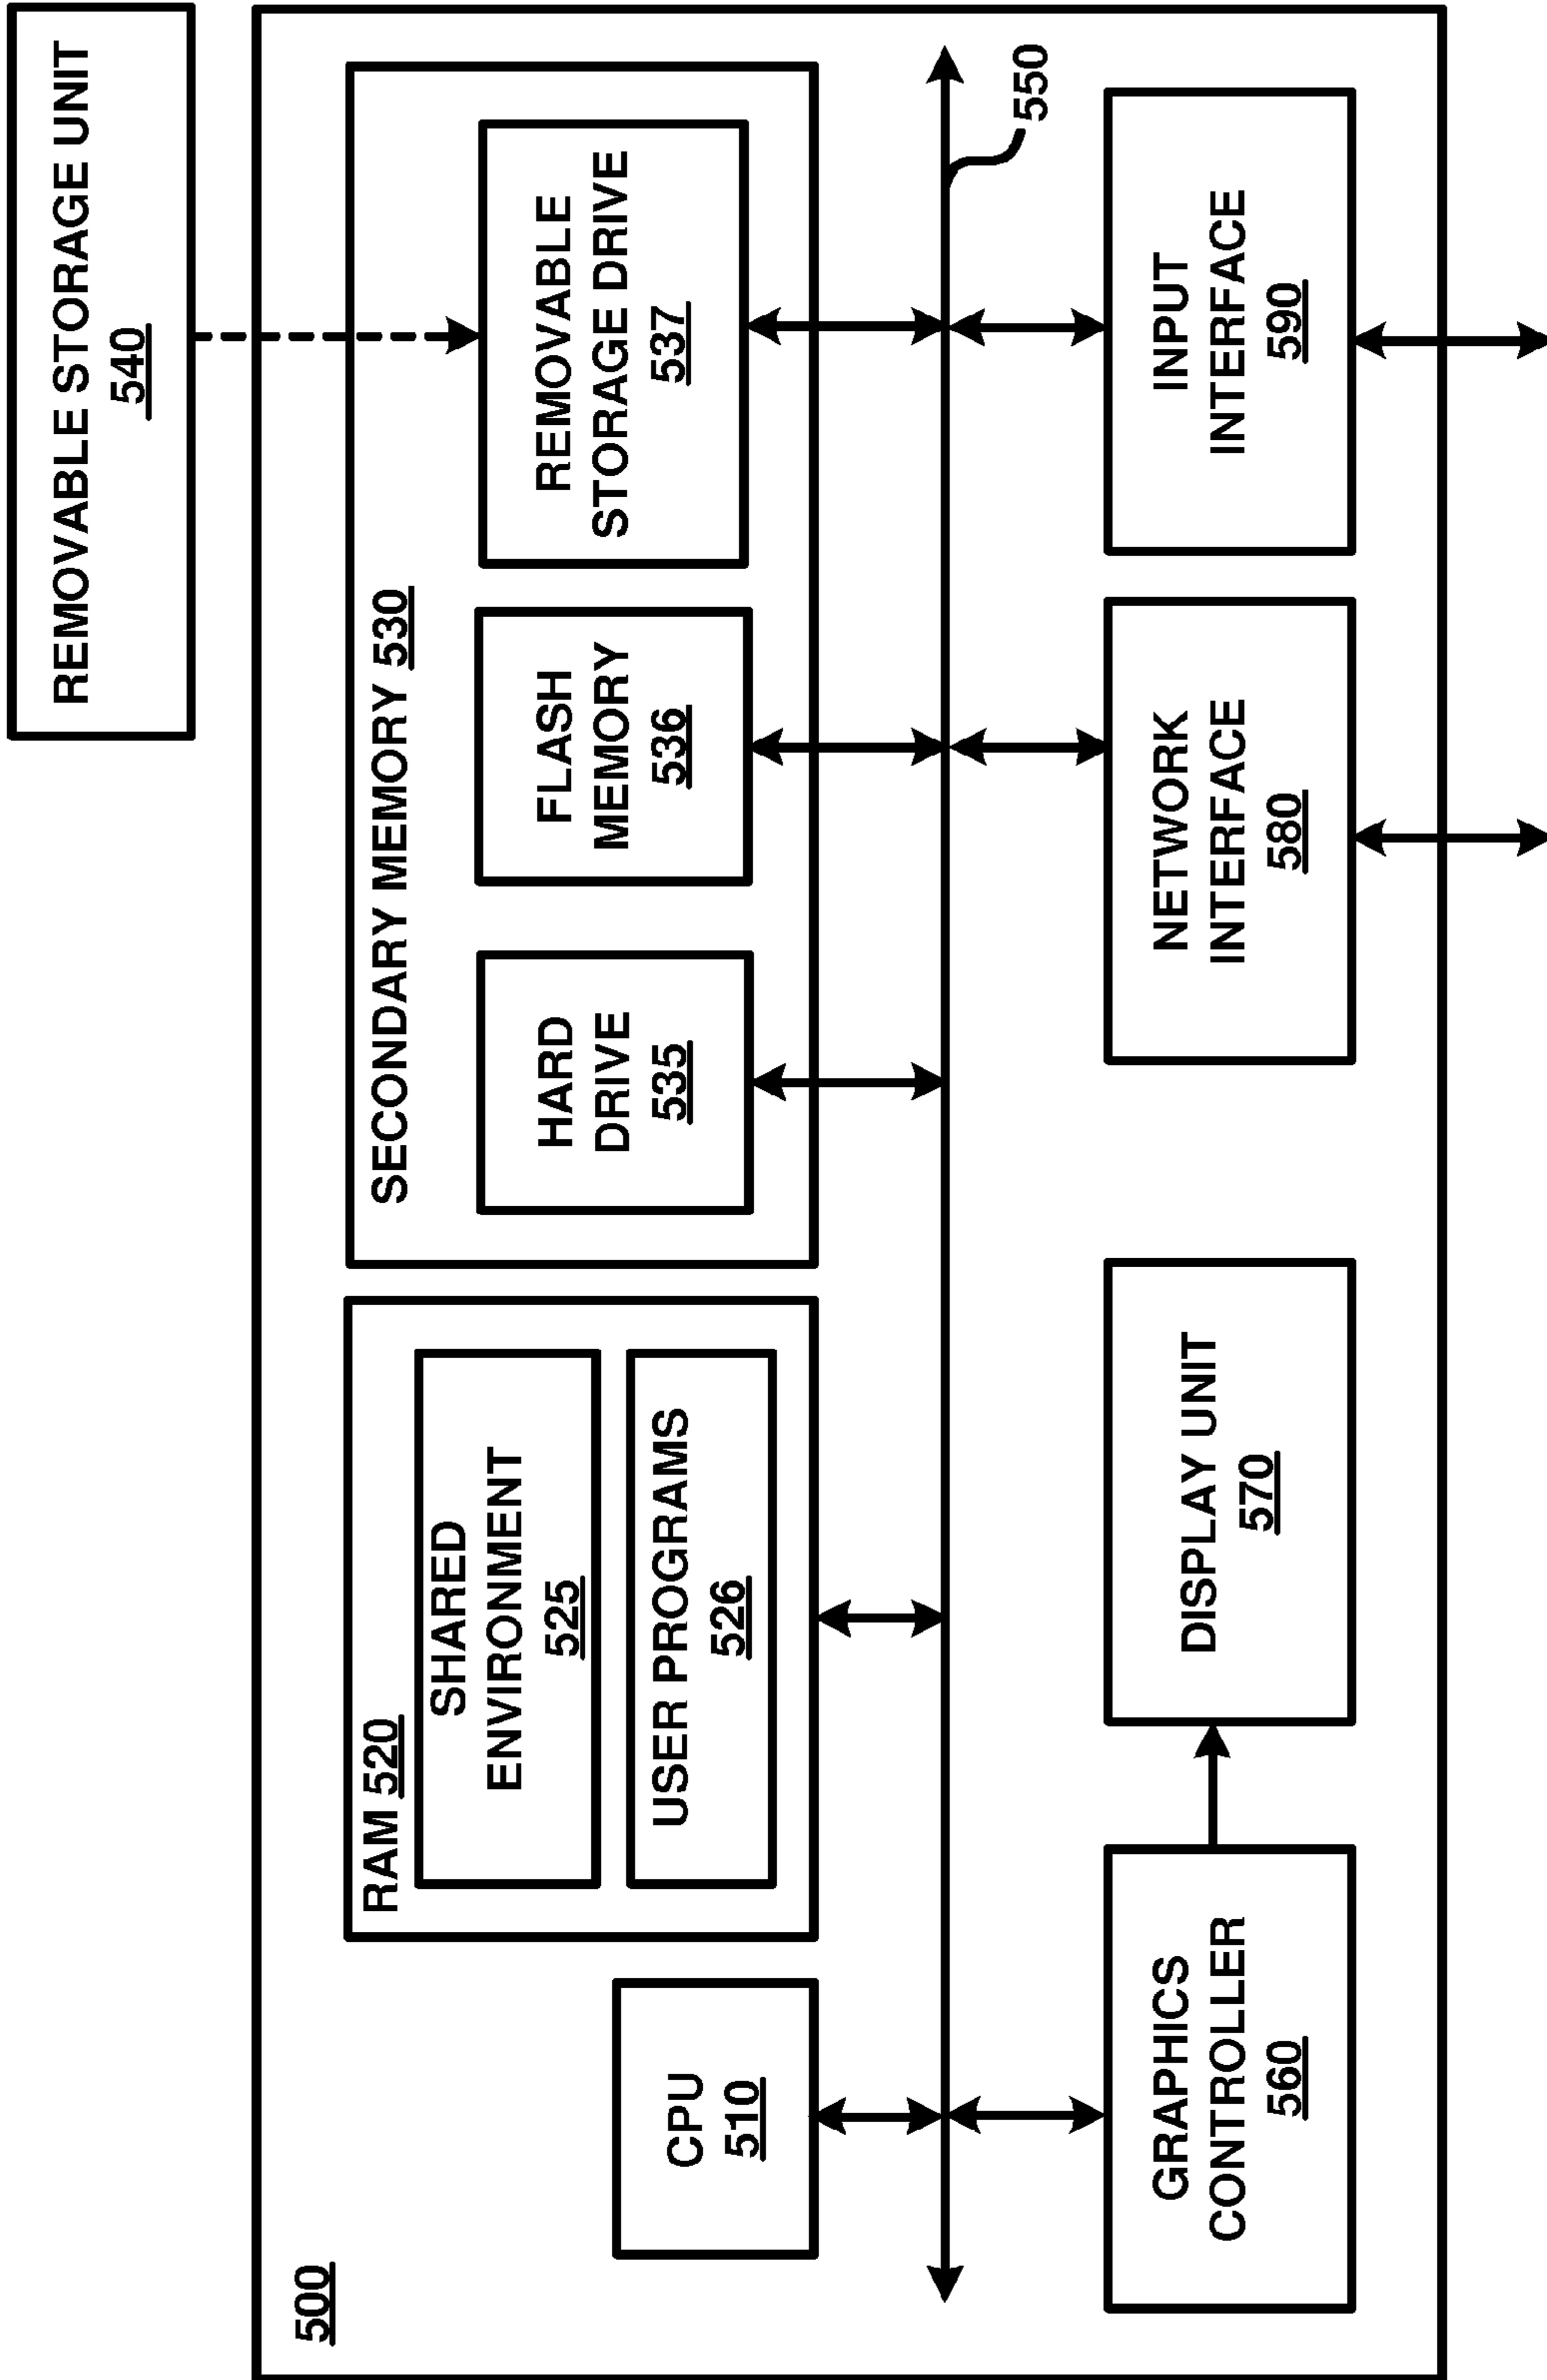 REMOVABLE STORAGE UNIT
540
500
RAM 520
SHARED
ENVIRONMENT
525
USER PROGRAMS
526
SECONDARY MEMORY 530
HARD
DRIVE
535
FLASH
MEMORY
536
REMOVABLE
STORAGE DRIVE
537
CPU
510
550
GRAPHICS
CONTROLLER
560
DISPLAY UNIT
570
NETWORK
INTERFACE
580
INPUT
INTERFACE
590